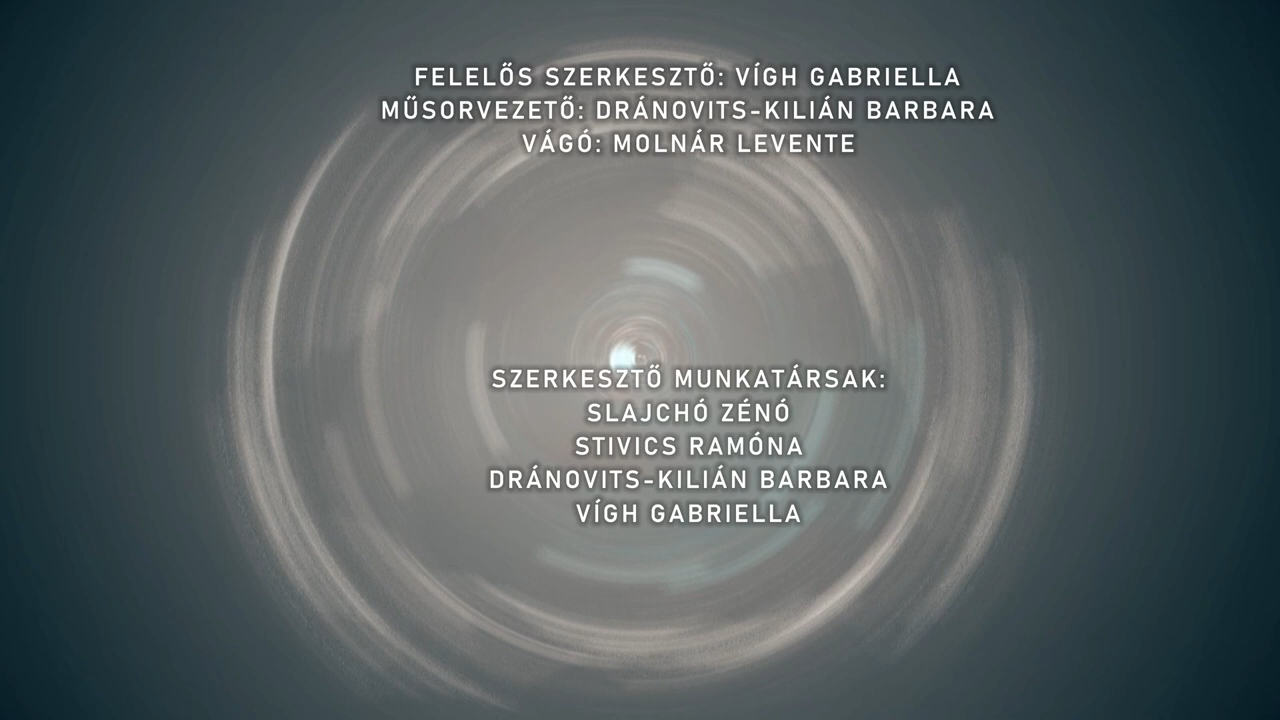 FELELŐS SZERKESZTŐ: VÍGH GABRIELLA
MŰSORVEZETŐ: DRÁNOVITS-KILIÁN BARBARA
VÁGÓ: MOLNÁR LEVENTE
SZERKESZTŐ MUNKATÁRSAK:
SLAJCHÓ ZÉNÓ
STIVICS RAMÓNA
DRÁNOVITS-KILIÁN BARBARA
VÍGH GABRIELLA